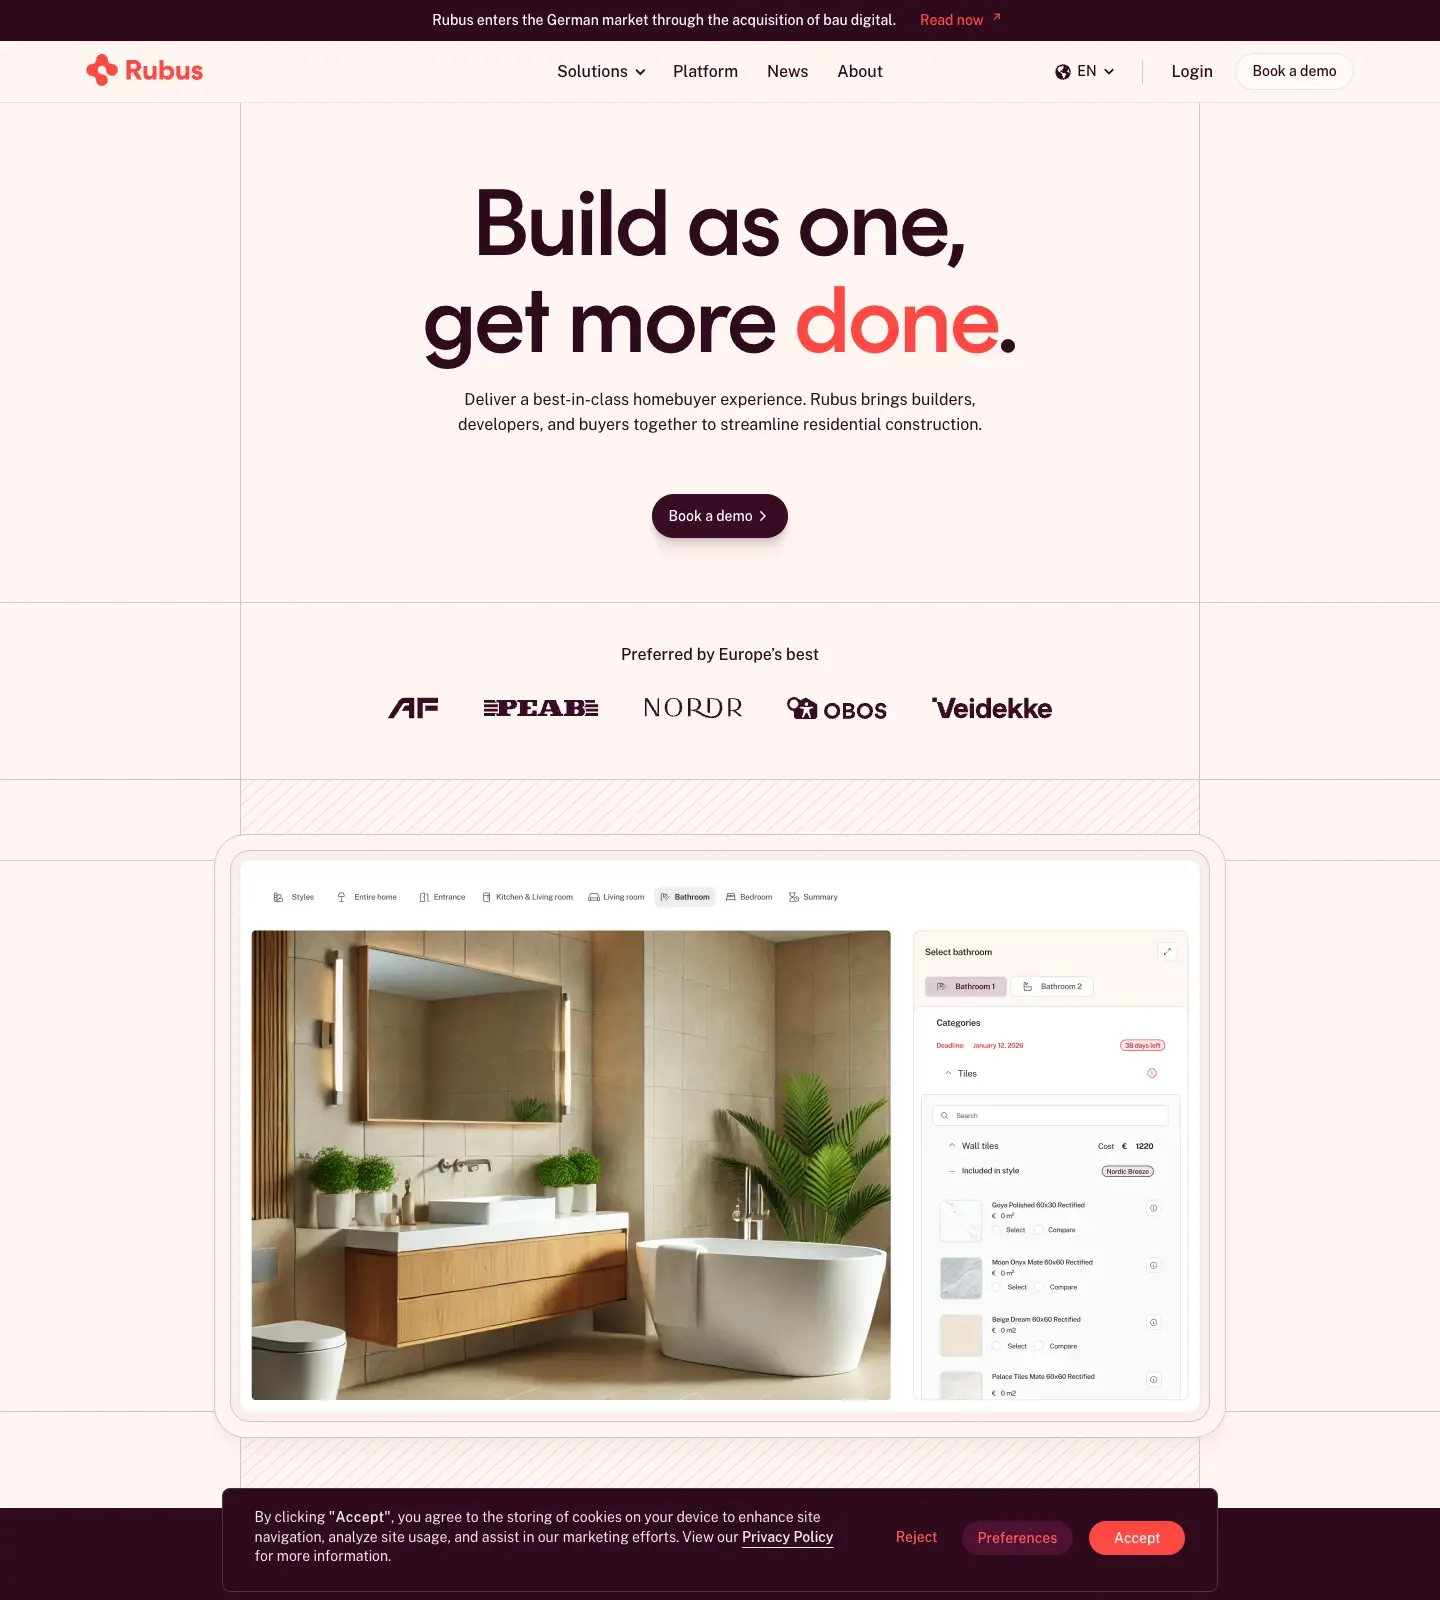 Rubus enters the German market through the acquisition of bau digital. Read now
Rubus
Solutions Platform News About EN Login Book a demo
Build as one,
get more done.
Deliver a best-in-class homebuyer experience. Rubus brings builders,
developers, and buyers together to streamline residential construction.
Book a demo
Preferred by Europe’s best
AF PEAB NORDR OBOS Veidekke
Styles Entire home Entrance Kitchen & Living room Living room Bathroom Bedroom Summary
Select bathroom
Bathroom 1 Bathroom 2
Categories
Deadline: January 12, 2026 38 days left
Tiles
Search
Wall tiles Cost € 1220
Included in style Nordic Breeze
Goya Polished 60x30 Rectified
€ 0 m²
Select Compare
Moon Onyx Mate 60x60 Rectified
€ 0 m²
Select Compare
Beige Dream 60x60 Rectified
€ 0 m2
Select Compare
Palace Tiles Mate 60x60 Rectified
€ 0 m2
By clicking "Accept", you agree to the storing of cookies on your device to enhance site
navigation, analyze site usage, and assist in our marketing efforts. View our Privacy Policy
for more information.
Reject Preferences Accept